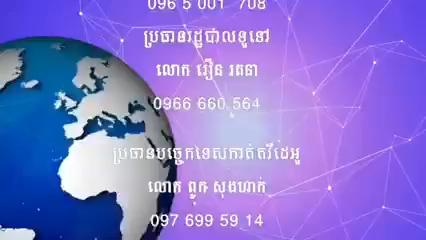 096 5 001 708
ប្រធានរដ្ឋបាលទូទៅ
លោក រឿន រតនា
0966 660 564
ប្រធានបច្ចេកទេសកាត់តវីដេអូ
លោក ពូក សុងហាក់
097 699 59 14